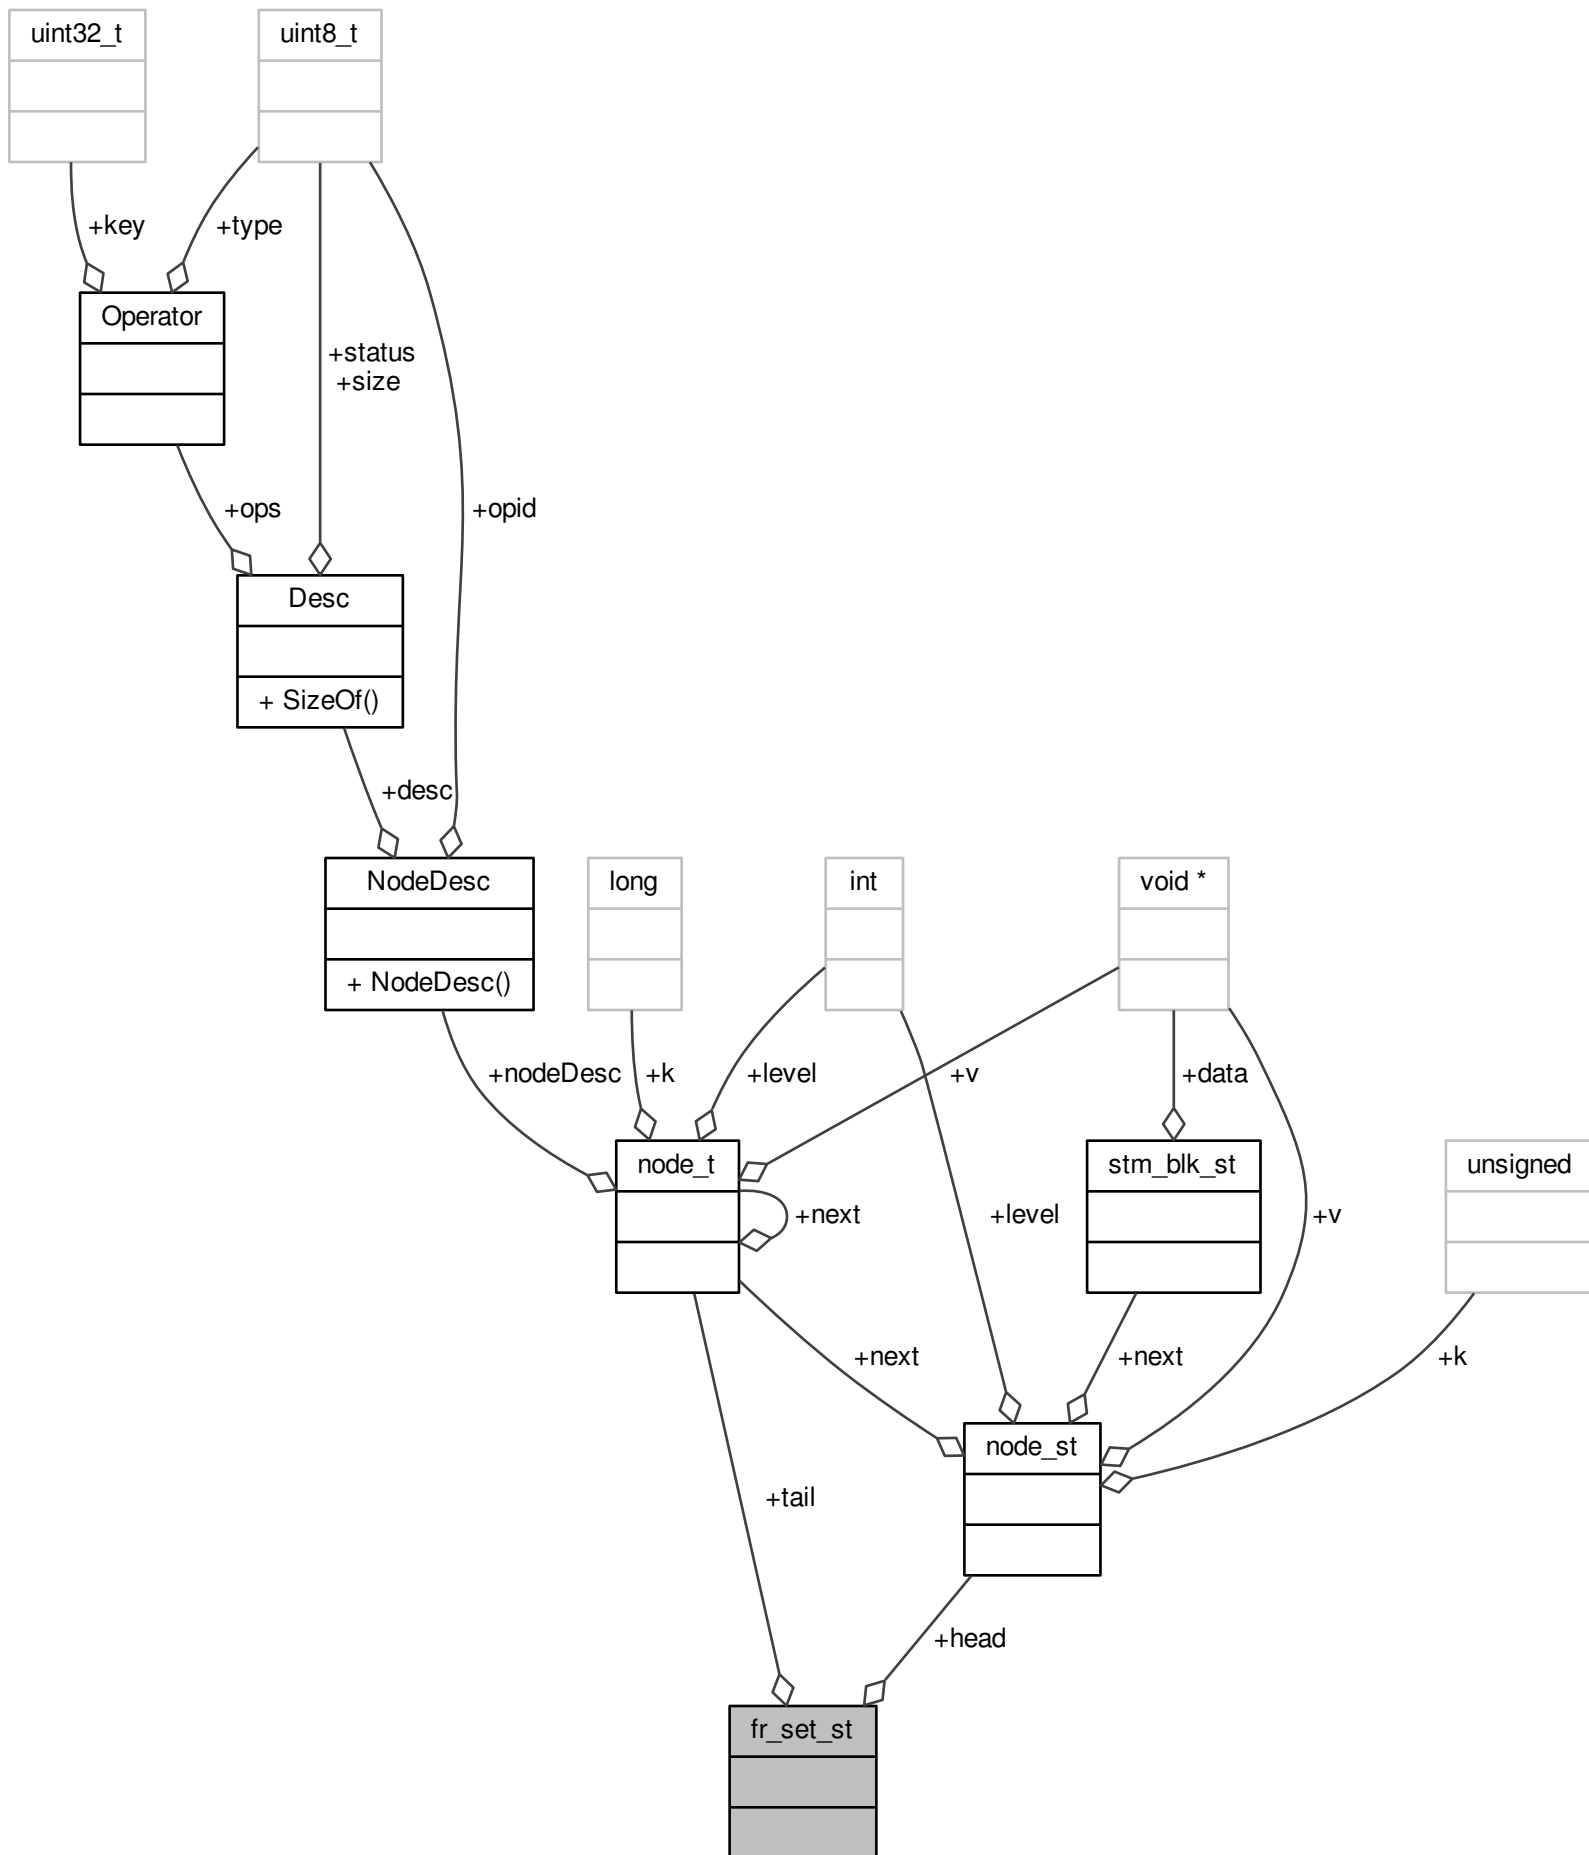 uint32_t
uint8_t
+key
+type
Operator
+status
+size
+ops
+opid
Desc
+ SizeOf()
+desc
NodeDesc
long
int
void *
+ NodeDesc()
+nodeDesc
+k
+level
+v
+data
node_t
stm_blk_st
unsigned
+next
+level
+v
+next
+next
+k
node_st
+tail
+head
fr_set_st